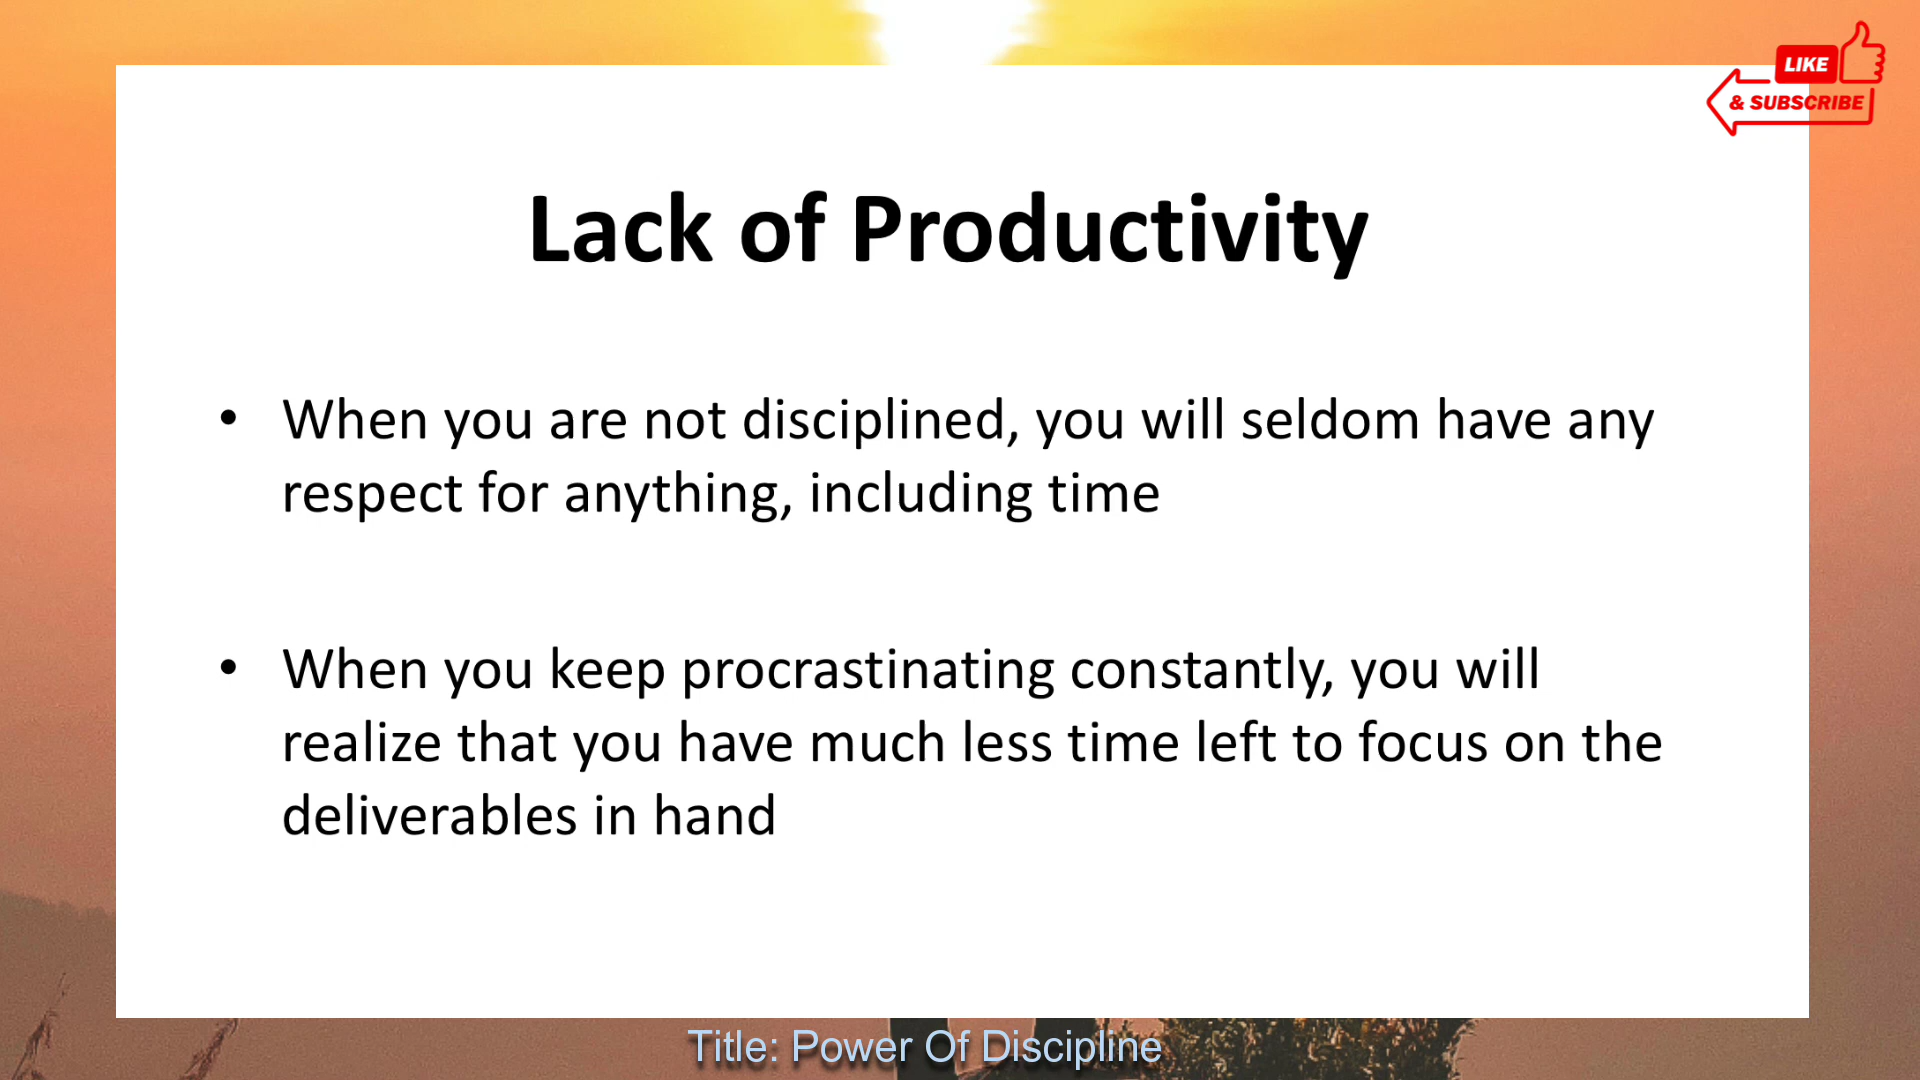 LIKE
& SUBSCRIBE
Lack of Productivity
• When you are not disciplined, you will seldom have any
respect for anything, including time
• When you keep procrastinating constantly, you will
realize that you have much less time left to focus on the
deliverables in hand
Title: Power Of Discipline